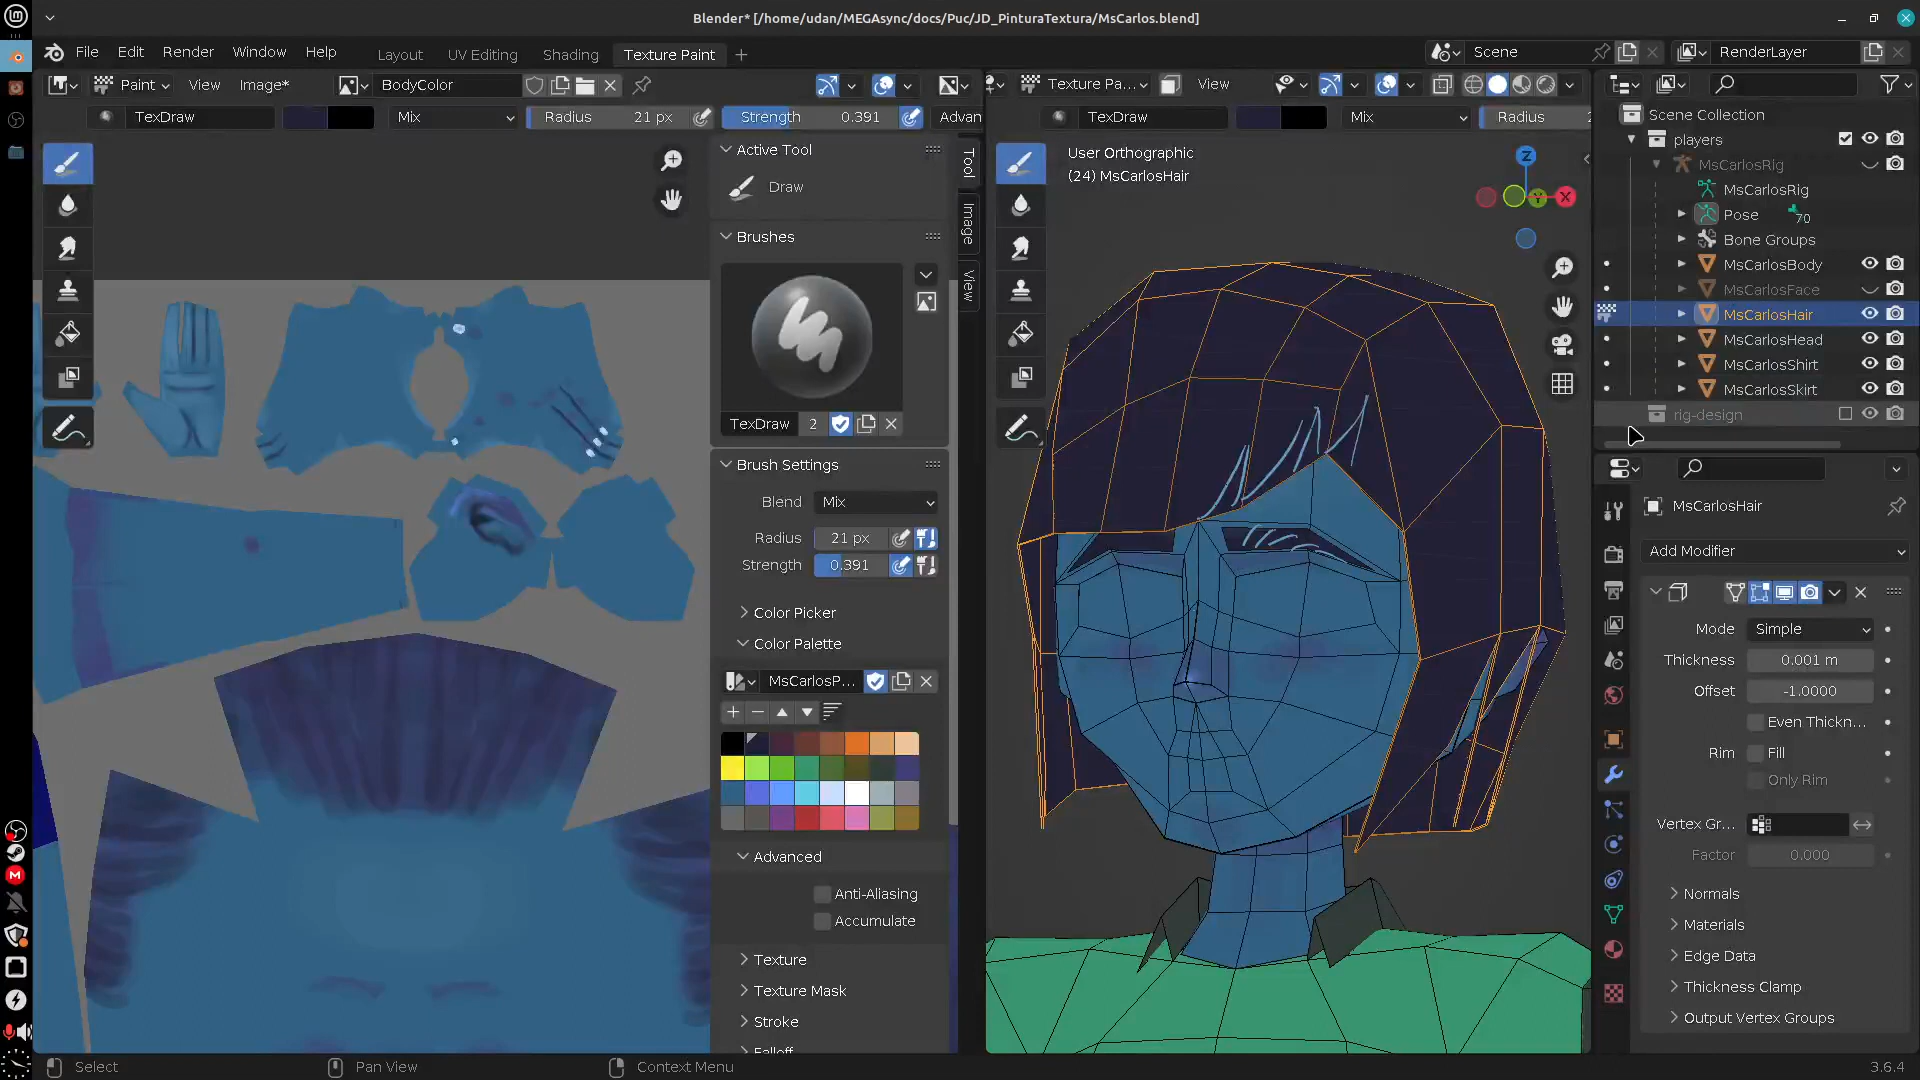 Blender* [/home/udan/MEGAsync/docs/Puc/JD_PinturaTextura/MsCarlos.blend]
File Edit Render Window Help Layout UV Editing Shading Texture Paint + Scene RenderLayer
Paint View Image* BodyColor Texture Pa... View
TexDraw Mix Radius 21 px Strength 0.391 Advan TexDraw Mix Radius
Tool
Image
View
Active Tool
Draw
Brushes
TexDraw 2
Brush Settings
Blend Mix
Radius 21 px
Strength 0.391
Color Picker
Color Palette
MsCarlosP...
Advanced
Anti-Aliasing
Accumulate
Texture
Texture Mask
Stroke
Falloff
User Orthographic
(24) MsCarlosHair
Z
Y
X
Scene Collection
players
MsCarlosRig
MsCarlosRig
Pose 70
Bone Groups
MsCarlosBody
MsCarlosFace
MsCarlosHair
MsCarlosHead
MsCarlosShirt
MsCarlosSkirt
rig-design
MsCarlosHair
Add Modifier
Mode Simple
Thickness 0.001 m
Offset -1.0000
Even Thickn...
Rim Fill
Only Rim
Vertex Gr...
Factor 0.000
Normals
Materials
Edge Data
Thickness Clamp
Output Vertex Groups
Select Pan View Context Menu 3.6.4